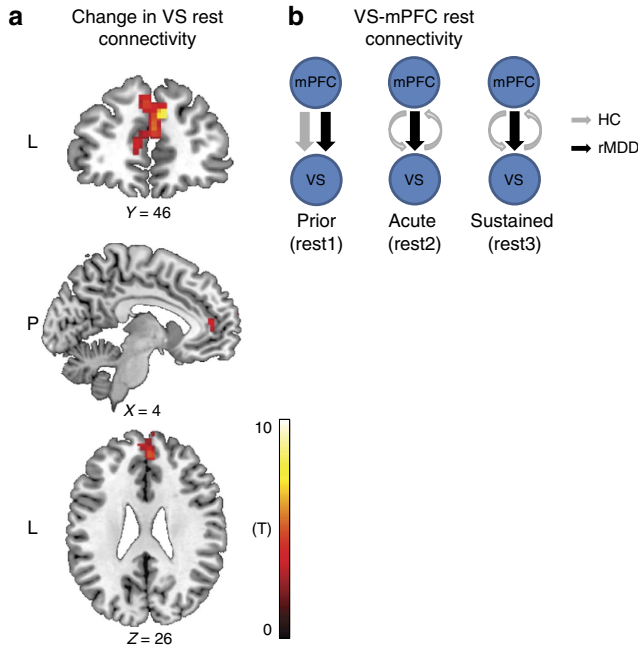 a
Change in VS rest
connectivity
L
Y = 46
P
X = 4
L
Z = 26
10
(T)
0
b
VS-mPFC rest
connectivity
mPFC mPFC mPFC
HC
rMDD
VS VS VS
Prior Acute Sustained
(rest1) (rest2) (rest3)